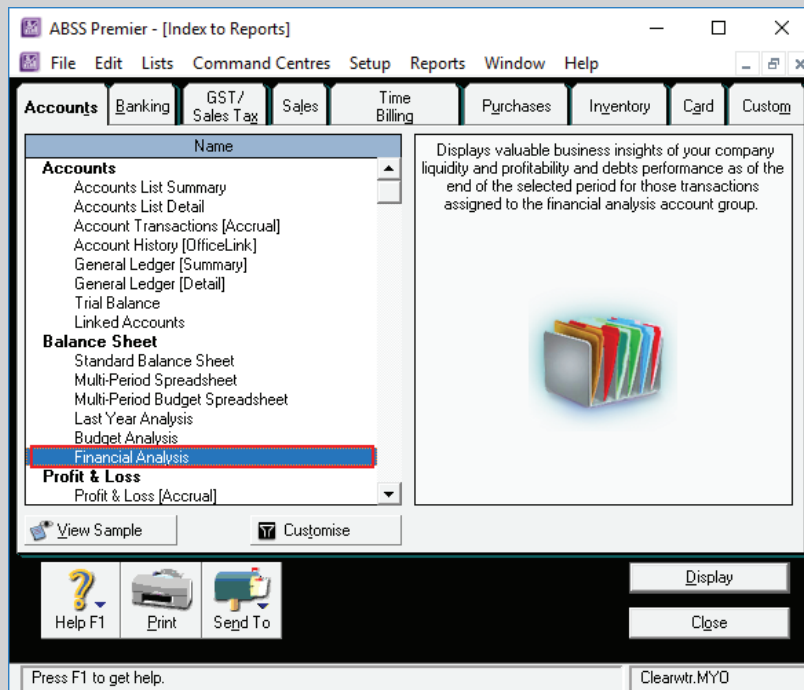 ABSS Premier - [Index to Reports]
File Edit Lists Command Centres Setup Reports Window Help
Accounts Banking GST/ Sales Tax Sales Time Billing Purchases Inventory Card Custom
Name
Accounts
Accounts List Summary
Accounts List Detail
Account Transactions [Accrual]
Account History [OfficeLink]
General Ledger [Summary]
General Ledger [Detail]
Trial Balance
Linked Accounts
Balance Sheet
Standard Balance Sheet
Multi-Period Spreadsheet
Multi-Period Budget Spreadsheet
Last Year Analysis
Budget Analysis
Financial Analysis
Profit & Loss
Profit & Loss [Accrual]
Displays valuable business insights of your company
liquidity and profitability and debts performance as of the
end of the selected period for those transactions
assigned to the financial analysis account group.
View Sample Customise
Help F1 Print Send To
Display
Close
Press F1 to get help. Clearwtr.MYO